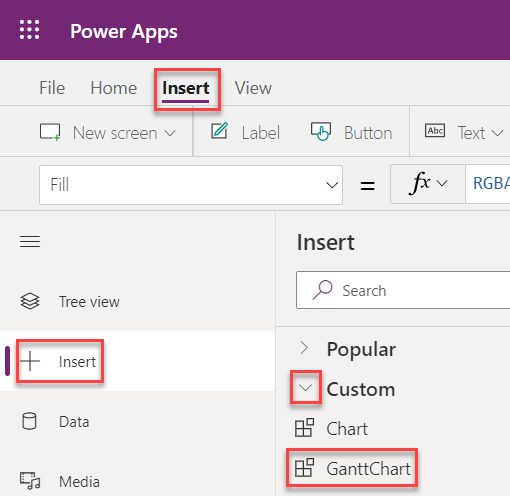 Power Apps
File Home Insert View
New screen Label Button Abc Text
Fill = fx RGBA
Insert
Search
Tree view
Popular
Insert
Custom
Data
Chart
Media
GanttChart